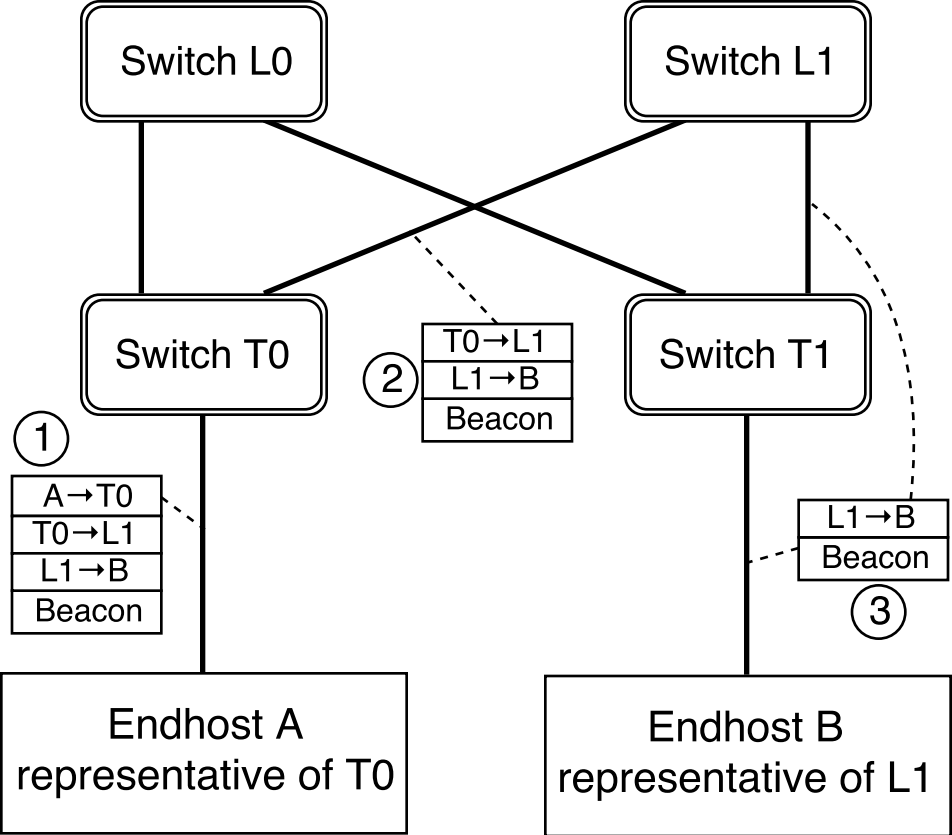 Switch L0
Switch L1
Switch T0
Switch T1
2
T0→L1
L1→B
Beacon
1
A→T0
T0→L1
L1→B
Beacon
L1→B
Beacon
3
Endhost A
representative of T0
Endhost B
representative of L1